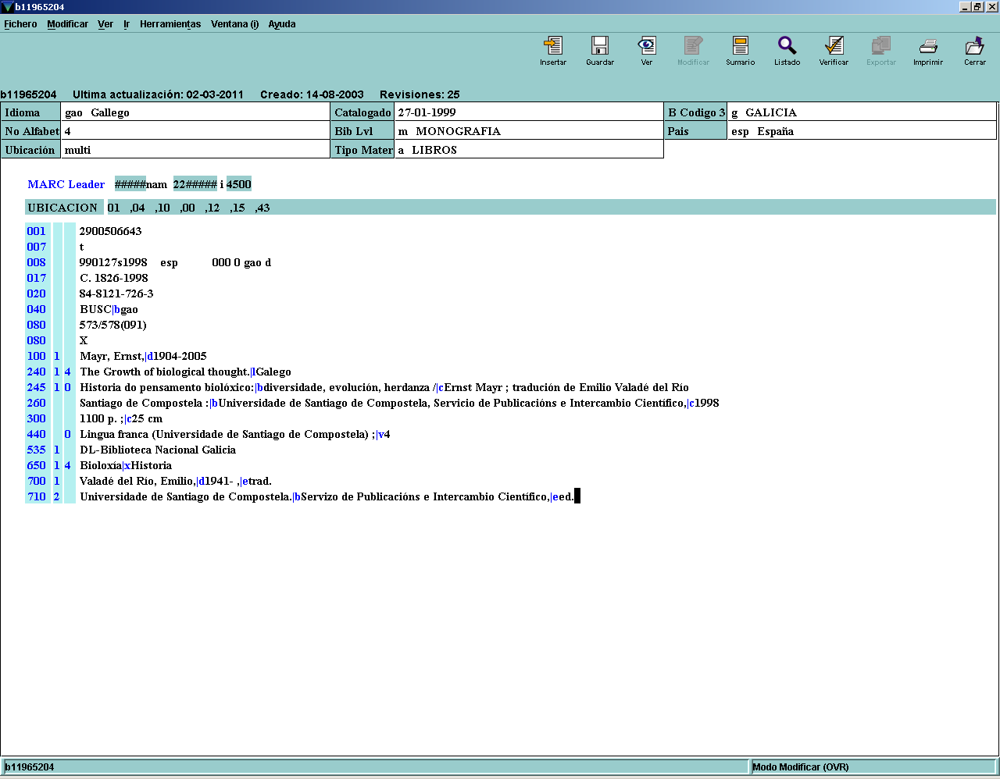 b11965204
Fichero Modificar Ver Ir Herramientas Ventana (i) Ayuda
Insertar Guardar Ver Modificar Sumario Listado Verificar Exportar Imprimir Cerrar
b11965204 Ultima actualización: 02-03-2011 Creado: 14-08-2003 Revisiones: 25
Idioma gao Gallego Catalogado 27-01-1999 B Codigo 3 g GALICIA
No Alfabet 4 Bib Lvl m MONOGRAFIA Pais esp España
Ubicación multi Tipo Mater a LIBROS
MARC Leader #####nam 22##### i 4500
UBICACION 01 ,04 ,10 ,00 ,12 ,15 ,43
001 2900506643
007 t
008 990127s1998 esp 000 0 gao d
017 C. 1826-1998
020 84-8121-726-3
040 BUSC|bgao
080 573/578(091)
080 X
100 1 Mayr, Ernst,|d1904-2005
240 1 4 The Growth of biological thought.|lGalego
245 1 0 Historia do pensamento biolóxico:|bdiversidade, evolución, herdanza /|cErnst Mayr ; tradución de Emilio Valadé del Río
260 Santiago de Compostela :|bUniversidade de Santiago de Compostela, Servicio de Publicacións e Intercambio Científico,|c1998
300 1100 p. ;|c25 cm
440 0 Lingua franca (Universidade de Santiago de Compostela) ;|v4
535 1 DL-Biblioteca Nacional Galicia
650 1 4 Bioloxía|xHistoria
700 1 Valadé del Río, Emilio,|d1941- ,|etrad.
710 2 Universidade de Santiago de Compostela.|bServizo de Publicacións e Intercambio Científico,|eed.
b11965204 Modo Modificar (OVR)